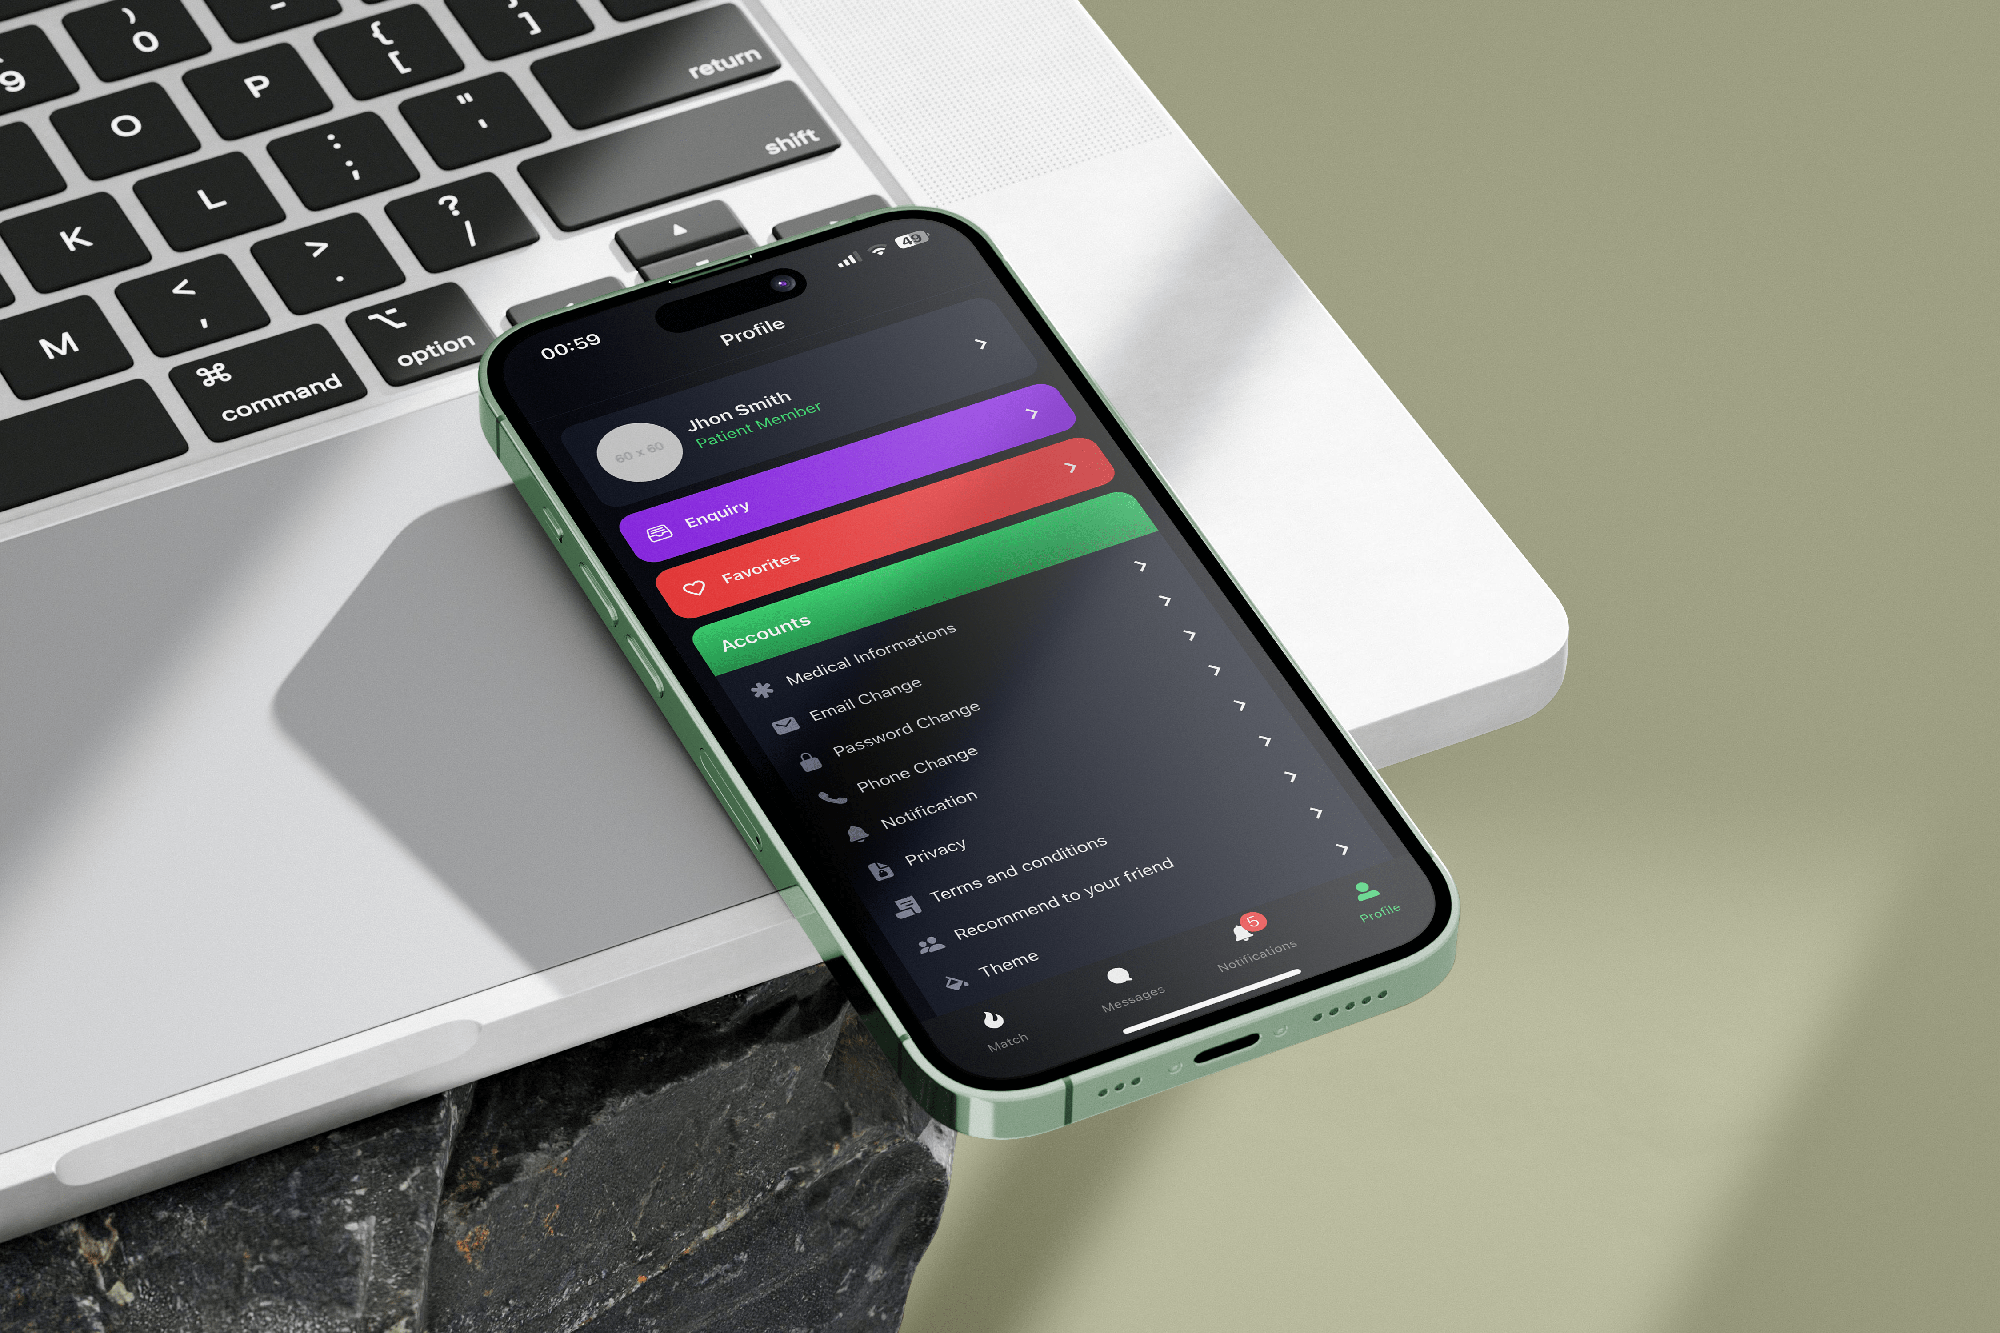 )
0
-
9
{
[
}
]
P
return
O
"
'
shift
:
;
L
?
/
K
>
.
<
,
M
option
command
00:59
49
Profile
Jhon Smith
Patient Member
60 x 60
Enquiry
Favorites
Accounts
Medical Informations
Email Change
Password Change
Phone Change
Notification
Privacy
Terms and conditions
Recommend to your friend
Theme
Match
Messages
5
Notifications
Profile